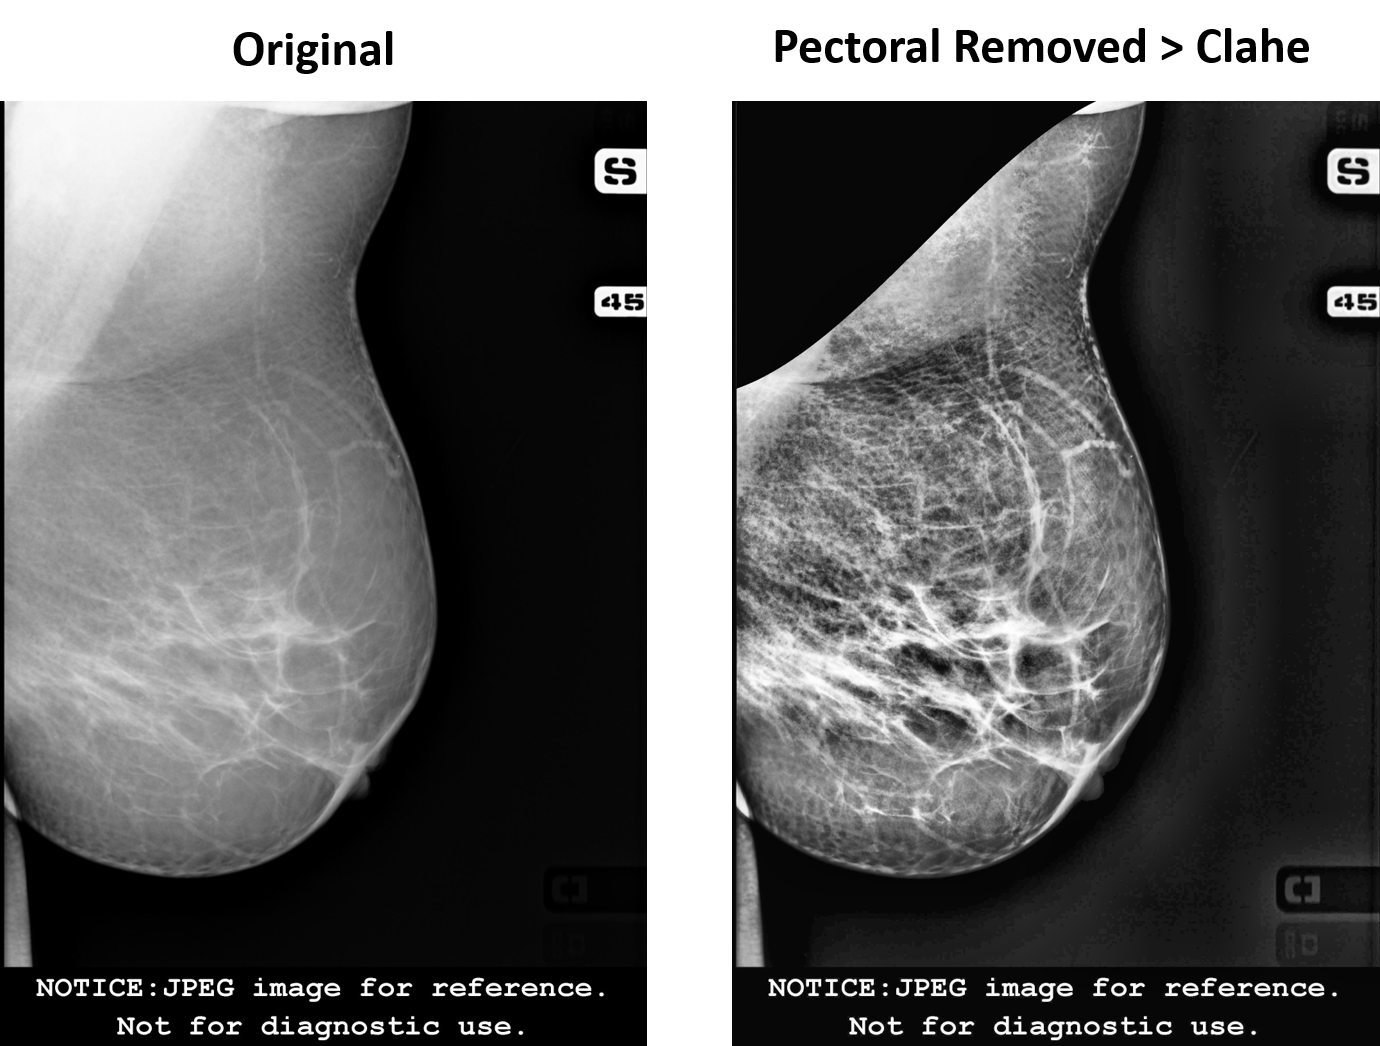 Original
Pectoral Removed > Clahe
S
45
NOTICE:JPEG image for reference.
Not for diagnostic use.
S
45
NOTICE:JPEG image for reference.
Not for diagnostic use.